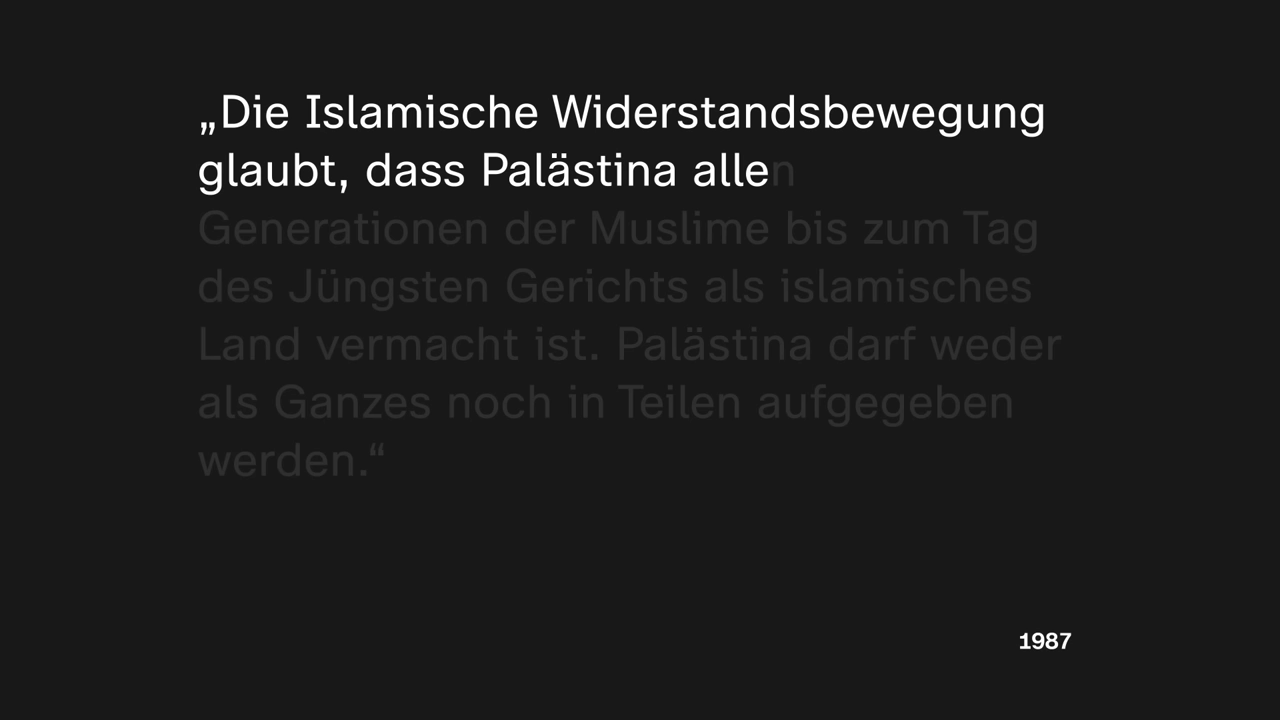 „Die Islamische Widerstandsbewegung
glaubt, dass Palästina allen
Generationen der Muslime bis zum Tag
des Jüngsten Gerichts als islamisches
Land vermacht ist. Palästina darf weder
als Ganzes noch in Teilen aufgegeben
werden.“
1987